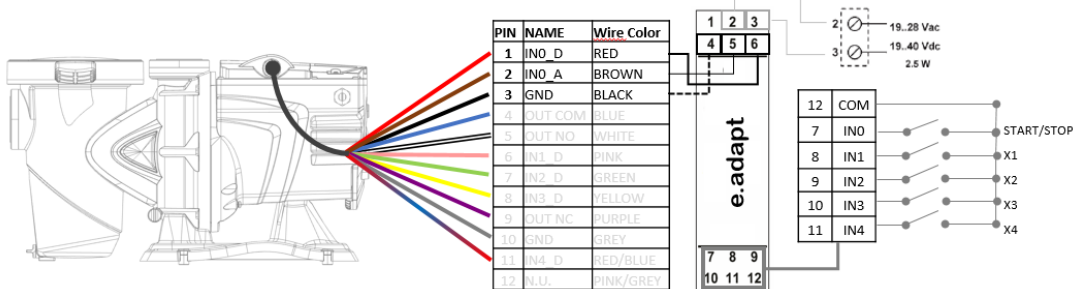 PIN NAME Wire Color
1 IN0_D RED
2 IN0_A BROWN
3 GND BLACK
4 OUT COM BLUE
5 OUT NO WHITE
6 IN1_D PINK
7 IN2_D GREEN
8 IN3_D YELLOW
9 OUT NC PURPLE
10 GND GREY
11 IN4_D RED/BLUE
12 N.U. PINK/GREY
1 2 3
4 5 6
e.adapt
7 8 9
10 11 12
2 19..28 Vac
3 19..40 Vdc
2.5 W
12 COM
7 IN0 START/STOP
8 IN1 X1
9 IN2 X2
10 IN3 X3
11 IN4 X4